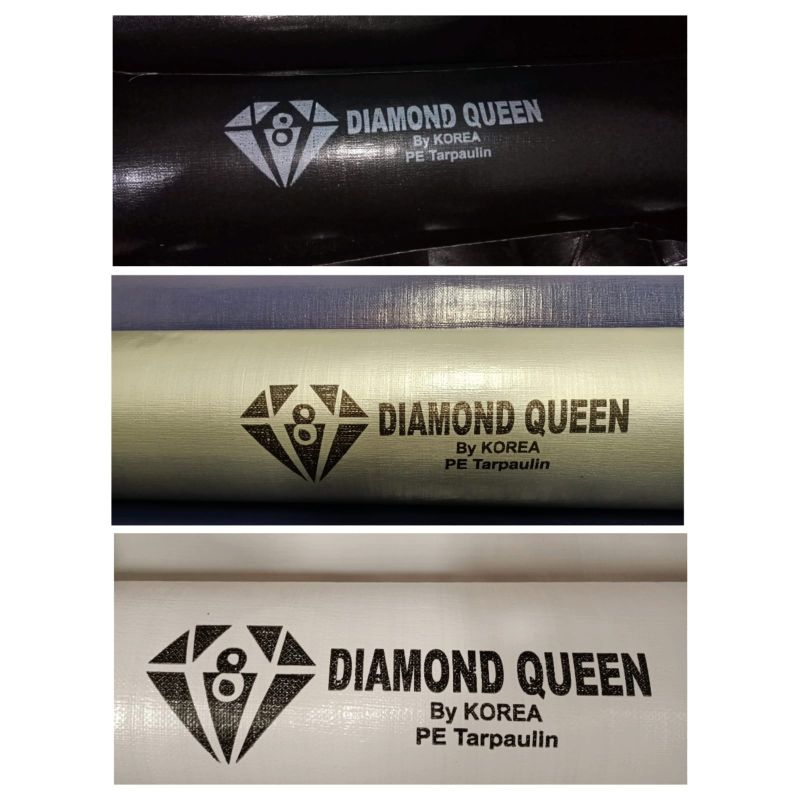 8
DIAMOND QUEEN
By KOREA
PE Tarpaulin
8
DIAMOND QUEEN
By KOREA
PE Tarpaulin
8
DIAMOND QUEEN
By KOREA
PE Tarpaulin